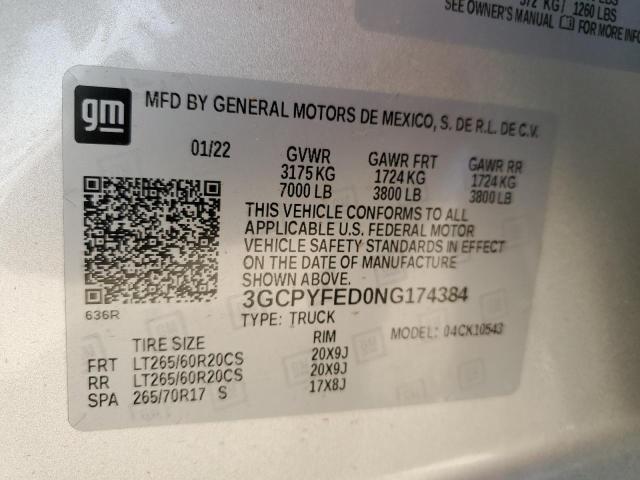 572 KG 1260 LBS
SEE OWNER'S MANUAL FOR MORE INFO
gm
MFD BY GENERAL MOTORS DE MEXICO, S. DE R.L. DE C.V.
01/22 GVWR GAWR FRT GAWR RR
3175 KG 1724 KG 1724 KG
7000 LB 3800 LB 3800 LB
THIS VEHICLE CONFORMS TO ALL
APPLICABLE U.S. FEDERAL MOTOR
VEHICLE SAFETY STANDARDS IN EFFECT
ON THE DATE OF MANUFACTURE
SHOWN ABOVE.
3GCPYFED0NG174384
636R
TYPE: TRUCK MODEL: 04CK10543
TIRE SIZE RIM
FRT LT265/60R20CS 20X9J
RR LT265/60R20CS 20X9J
SPA 265/70R17 S 17X8J